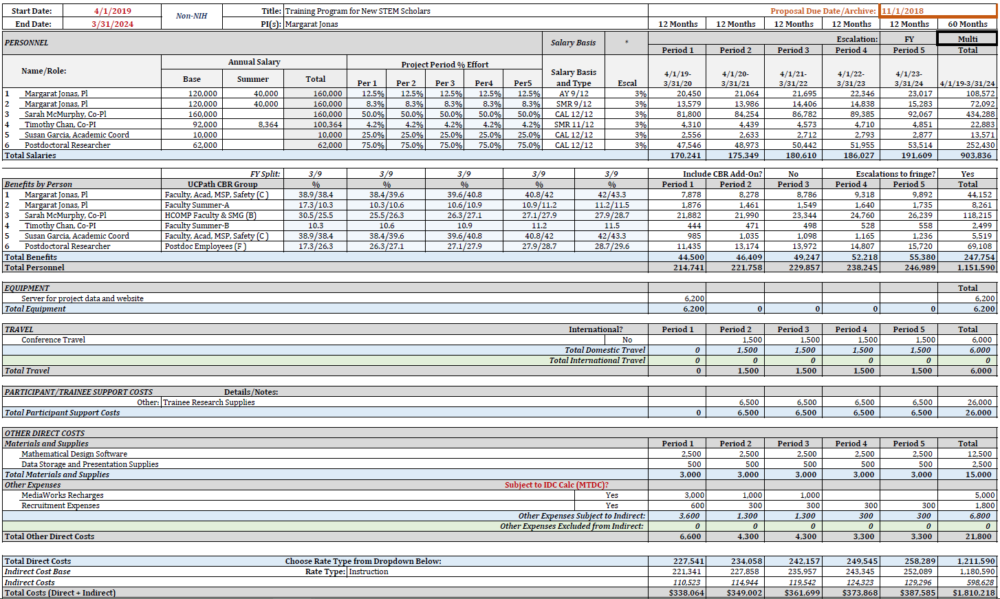 Start Date: 4/1/2019 Non-NIH Title: Training Program for New STEM Scholars Proposal Due Date/Archive: 11/1/2018
End Date: 3/31/2024 PI(s): Margarat Jonas 12 Months 12 Months 12 Months 12 Months 12 Months 60 Months
PERSONNEL Salary Basis * Escalation: FY Multi
Period 1 Period 2 Period 3 Period 4 Period 5 Total
Name/Role: Annual Salary Project Period % Effort Salary Basis and Type Escal 4/1/19-3/31/20 4/1/20-3/31/21 4/1/21-3/31/22 4/1/22-3/31/23 4/1/23-3/31/24 4/1/19-3/31/24
Base Summer Total Per 1 Per 2 Per 3 Per4 Per5
1 Margarat Jonas, PI 120,000 40,000 160,000 12.5% 12.5% 12.5% 12.5% 12.5% AY 9/12 3% 20,450 21,064 21,695 22,346 23,017 108,572
2 Margarat Jonas, PI 120,000 40,000 160,000 8.3% 8.3% 8.3% 8.3% 8.3% SMR 9/12 3% 13,579 13,986 14,406 14,838 15,283 72,092
3 Sarah McMurphy, Co-PI 160,000 160,000 50.0% 50.0% 50.0% 50.0% 50.0% CAL 12/12 3% 81,800 84,254 86,782 89,385 92,067 434,288
4 Timothy Chan, Co-PI 92,000 8,364 100,364 4.2% 4.2% 4.2% 4.2% 4.2% SMR 11/12 3% 4,310 4,439 4,573 4,710 4,851 22,883
5 Susan Garcia, Academic Coord 10,000 10,000 25.0% 25.0% 25.0% 25.0% 25.0% CAL 12/12 3% 2,556 2,633 2,712 2,793 2,877 13,571
6 Postdoctoral Researcher 62,000 62,000 75.0% 75.0% 75.0% 75.0% 75.0% CAL 12/12 3% 47,546 48,973 50,442 51,955 53,514 252,430
Total Salaries 170,241 175,349 180,610 186,027 191,609 903,836
FY Split: 3/9 3/9 3/9 3/9 3/9 Include CBR Add-On? No Escalations to fringe? Yes
Benefits by Person UCPath CBR Group % % % % % Period 1 Period 2 Period 3 Period 4 Period 5 Total
1 Margarat Jonas, PI Faculty, Acad, MSP, Safety (C ) 38.9/38.4 38.4/39.6 39.6/40.8 40.8/42 42/43.3 7,878 8,278 8,786 9,318 9,892 44,152
2 Margarat Jonas, PI Faculty Summer-A 17.3/10.3 10.3/10.6 10.6/10.9 10.9/11.2 11.2/11.5 1,876 1,461 1,549 1,640 1,735 8,261
3 Sarah McMurphy, Co-PI HCOMP Faculty & SMG (B) 30.5/25.5 25.5/26.3 26.3/27.1 27.1/27.9 27.9/28.7 21,882 21,990 23,344 24,760 26,239 118,215
4 Timothy Chan, Co-PI Faculty Summer-B 10.3 10.6 10.9 11.2 11.5 444 471 498 528 558 2,499
5 Susan Garcia, Academic Coord Faculty, Acad, MSP, Safety (C ) 38.9/38.4 38.4/39.6 39.6/40.8 40.8/42 42/43.3 985 1,035 1,098 1,165 1,236 5,519
6 Postdoctoral Researcher Postdoc Employees (F ) 17.3/26.3 26.3/27.1 27.1/27.9 27.9/28.7 28.7/29.6 11,435 13,174 13,972 14,807 15,720 69,108
Total Benefits 44,500 46,409 49,247 52,218 55,380 247,754
Total Personnel 214,741 221,758 229,857 238,245 246,989 1,151,590
EQUIPMENT Total
Server for project data and website 6,200 6,200
Total Equipment 6,200 0 0 0 0 6,200
TRAVEL International? Period 1 Period 2 Period 3 Period 4 Period 5 Total
Conference Travel No 1,500 1,500 1,500 1,500 6,000
Total Domestic Travel 0 1,500 1,500 1,500 1,500 6,000
Total International Travel 0 0 0 0 0 0
Total Travel 0 1,500 1,500 1,500 1,500 6,000
PARTICIPANT/TRAINEE SUPPORT COSTS Details/Notes:
Other: Trainee Research Supplies 6,500 6,500 6,500 6,500 26,000
Total Participant Support Costs 0 6,500 6,500 6,500 6,500 26,000
OTHER DIRECT COSTS
Materials and Supplies Period 1 Period 2 Period 3 Period 4 Period 5 Total
Mathematical Design Software 2,500 2,500 2,500 2,500 2,500 12,500
Data Storage and Presentation Supplies 500 500 500 500 500 2,500
Total Materials and Supplies 3,000 3,000 3,000 3,000 3,000 15,000
Other Expenses Subject to IDC Calc (MTDC)?
MediaWorks Recharges Yes 3,000 1,000 1,000 5,000
Recruitment Expenses Yes 600 300 300 300 300 1,800
Other Expenses Subject to Indirect: 3,600 1,300 1,300 300 300 6,800
Other Expenses Excluded from Indirect: 0 0 0 0 0 0
Total Other Direct Costs 6,600 4,300 4,300 3,300 3,300 21,800
Total Direct Costs Choose Rate Type from Dropdown Below: 227,541 234,058 242,157 249,545 258,289 1,211,590
Indirect Cost Base Rate Type: Instruction 221,341 227,858 235,957 243,345 252,089 1,180,590
Indirect Costs 110,523 114,944 119,542 124,323 129,296 598,628
Total Costs (Direct + Indirect) $338,064 $349,002 $361,699 $373,868 $387,585 $1,810,218